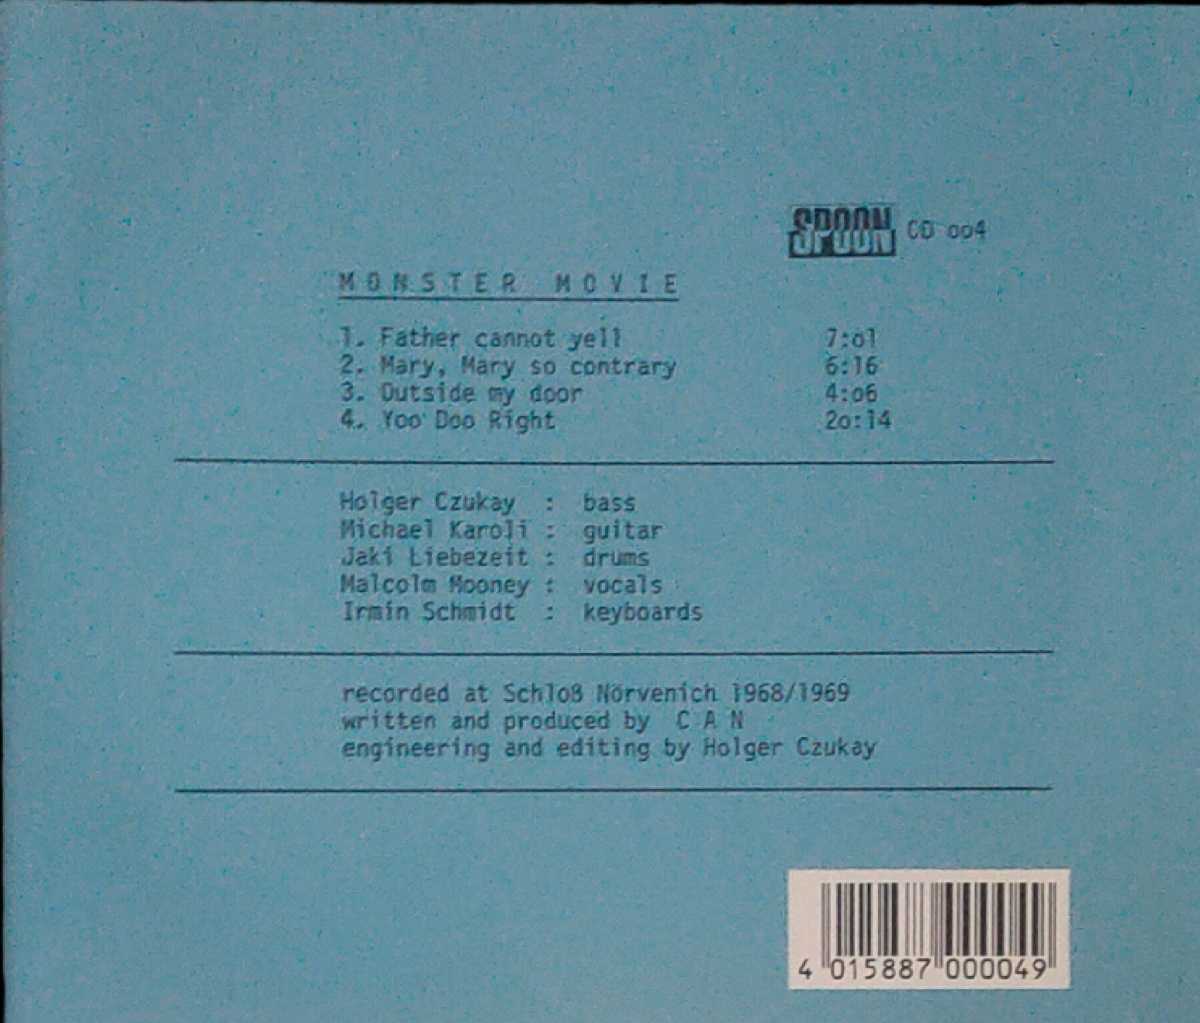 SPOON CD oo4
MONSTER MOVIE
1. Father cannot yell 7:o1
2. Mary, Mary so contrary 6:16
3. Outside my door 4:o6
4. Yoo Doo Right 2o:14
Holger Czukay : bass
Michael Karoli : guitar
Jaki Liebezeit : drums
Malcolm Mooney : vocals
Irmin Schmidt : keyboards
recorded at Schloß Nörvenich 1968/1969
written and produced by C A N
engineering and editing by Holger Czukay
4 015887 000049